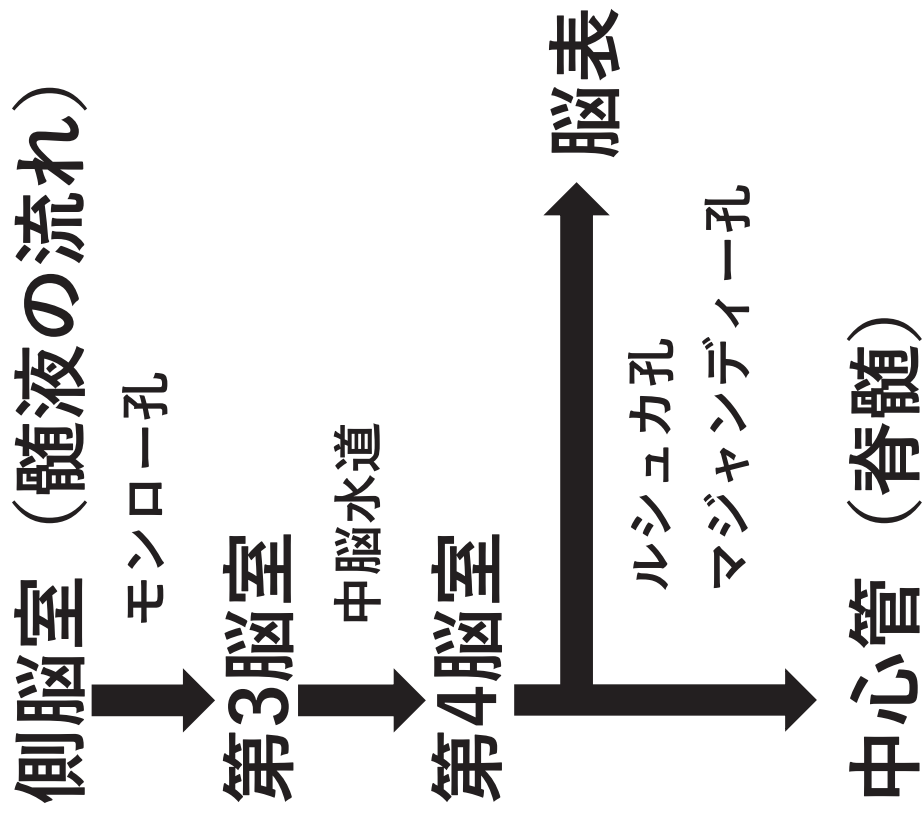 側脳室（髄液の流れ）
モンロー孔
第3脳室
中脳水道
第4脳室
脳表
ルシュカ孔
マジャンディー孔
中心管（脊髄）